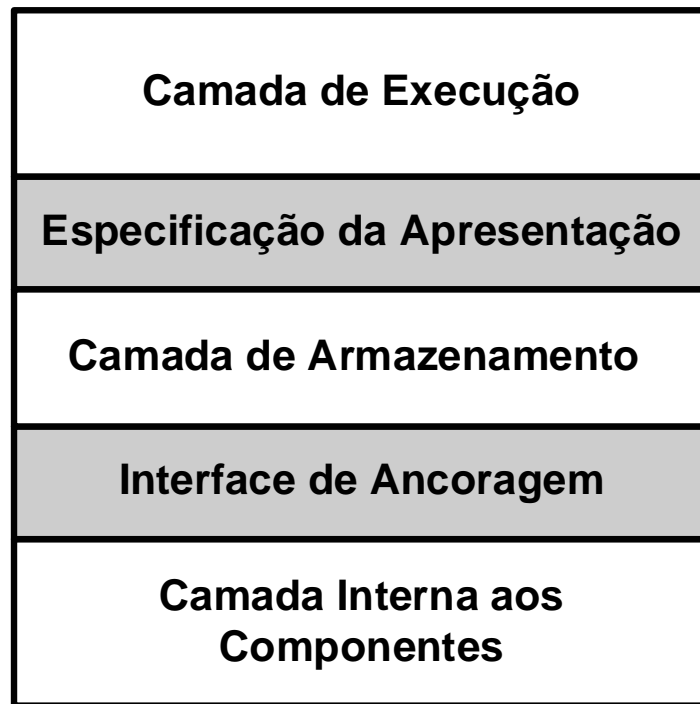 Camada de Execução
Especificação da Apresentação
Camada de Armazenamento
Interface de Ancoragem
Camada Interna aos
Componentes